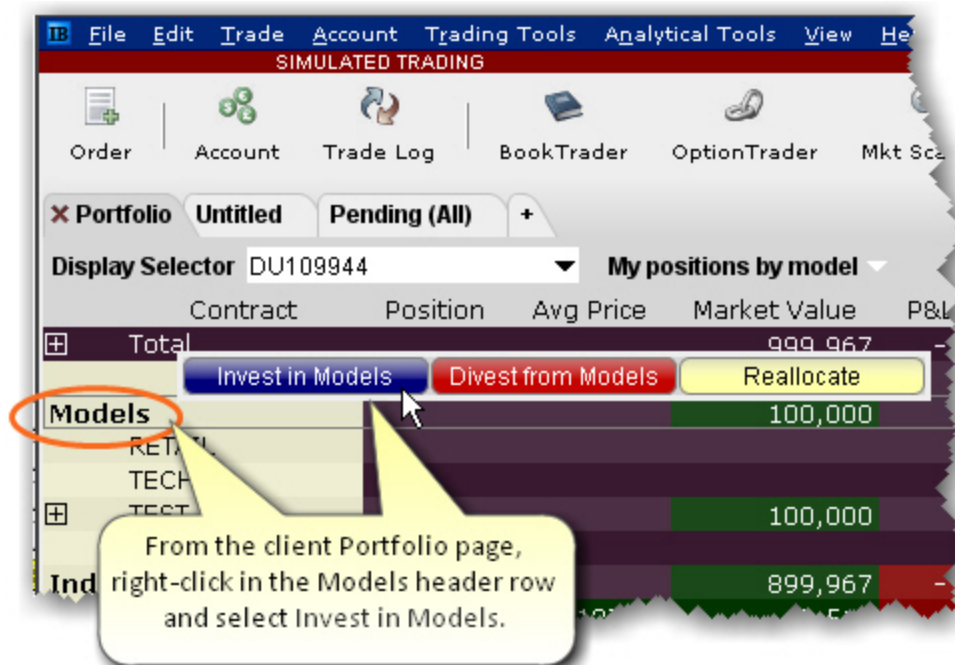 IB File Edit Trade Account Trading Tools Analytical Tools View
SIMULATED TRADING
Order Account Trade Log BookTrader OptionTrader Mkt
Portfolio Untitled Pending (All) +
Display Selector DU109944 My positions by model
Contract Position Avg Price Market Value P&L
Total 999,967
Invest in Models Divest from Models Reallocate
Models 100,000
TEST 100,000
899,967
From the client Portfolio page,
right-click in the Models header row
and select Invest in Models.